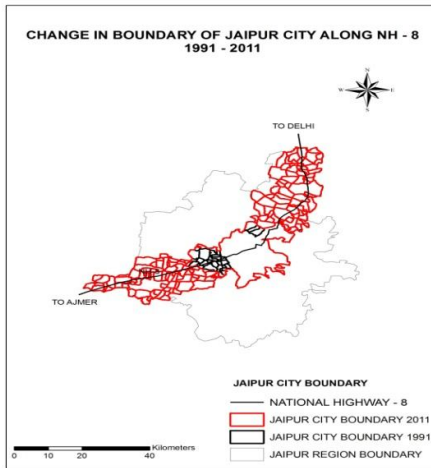 CHANGE IN BOUNDARY OF JAIPUR CITY ALONG NH - 8
1991 - 2011
N
W E
S
TO DELHI
TO AJMER
JAIPUR CITY BOUNDARY
NATIONAL HIGHWAY - 8
JAIPUR CITY BOUNDARY 2011
JAIPUR CITY BOUNDARY 1991
JAIPUR REGION BOUNDARY
Kilometers
0 10 20 40